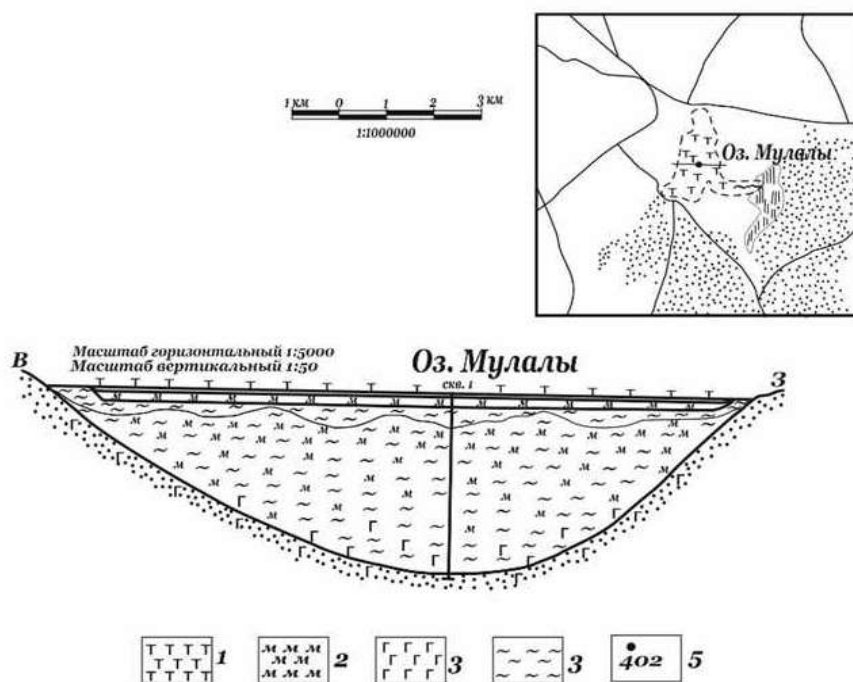 1 км 0 1 2 3 км
1:1000000
Оз. Мулалы
В
Масштаб горизонтальный 1:5000
Масштаб вертикальный 1:50
Оз. Мулалы
скв. 1
З
1 2 3 3 402 5